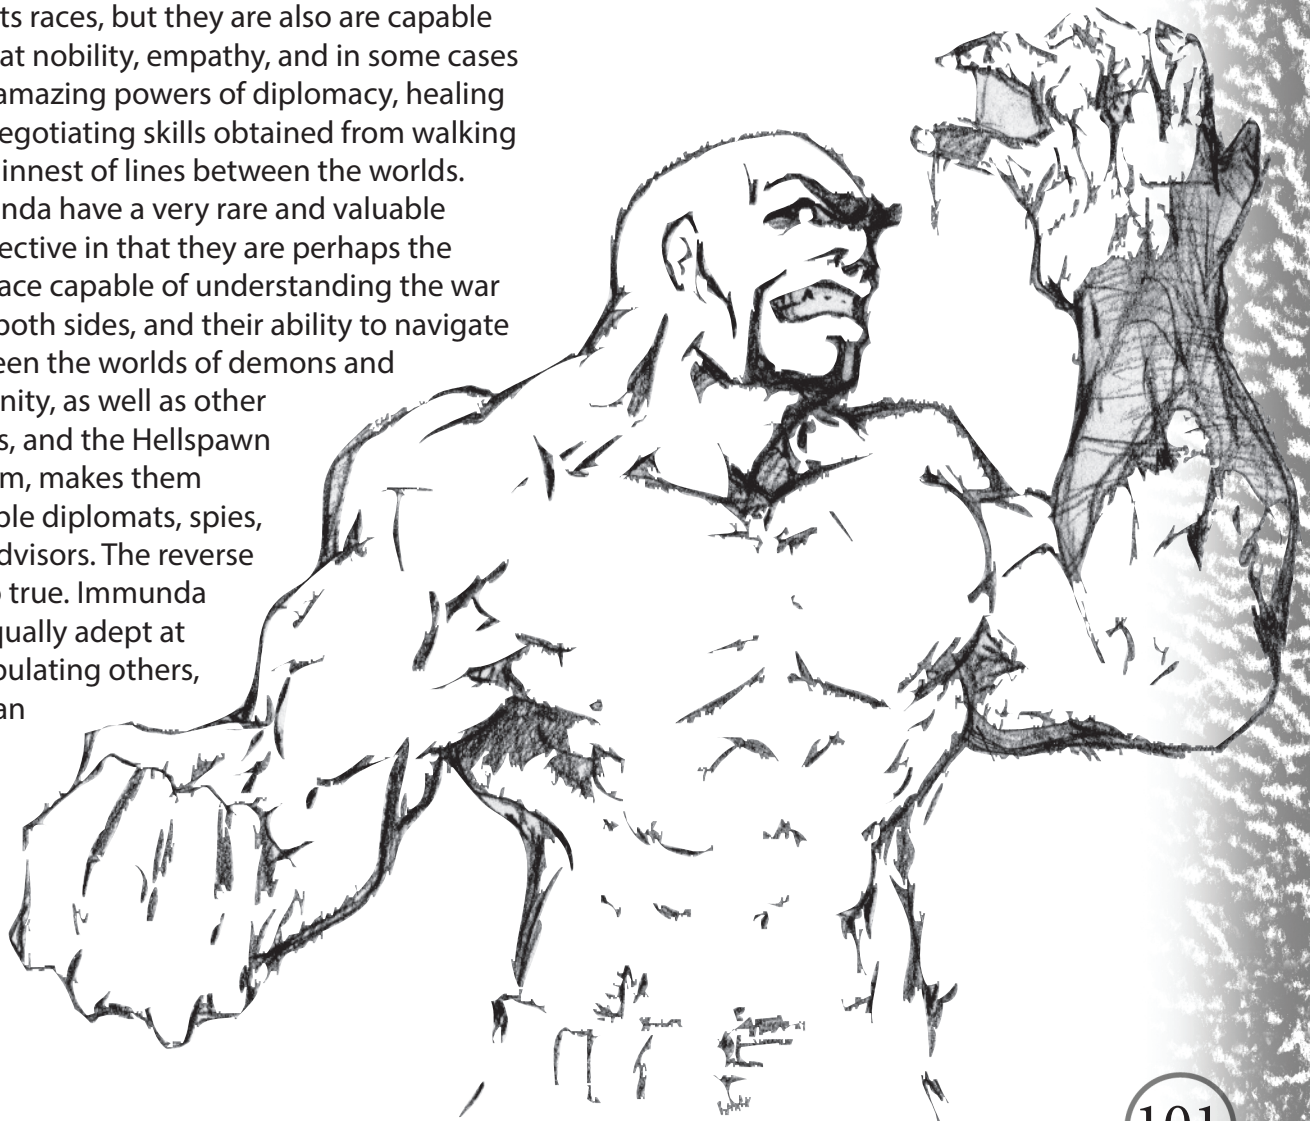 ts races, but they are also are capable
at nobility, empathy, and in some cases
amazing powers of diplomacy, healing
egotiating skills obtained from walking
innest of lines between the worlds.
nda have a very rare and valuable
ective in that they are perhaps the
ace capable of understanding the war
both sides, and their ability to navigate
een the worlds of demons and
nity, as well as other
s, and the Hellspawn
m, makes them
ble diplomats, spies,
dvisors. The reverse
o true. Immunda
qually adept at
pulating others,
an
101